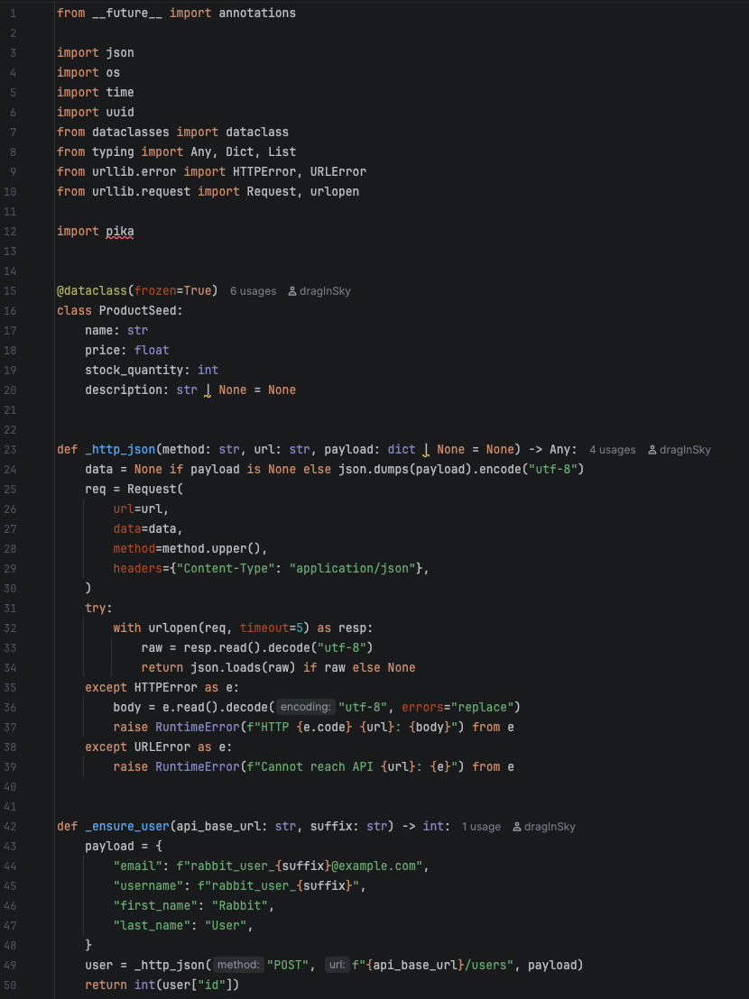 1 from __future__ import annotations
2
3 import json
4 import os
5 import time
6 import uuid
7 from dataclasses import dataclass
8 from typing import Any, Dict, List
9 from urllib.error import HTTPError, URLError
10 from urllib.request import Request, urlopen
11
12 import pika
13
14
15 @dataclass(frozen=True) 6 usages dragInSky
16 class ProductSeed:
17     name: str
18     price: float
19     stock_quantity: int
20     description: str | None = None
21
22
23 def _http_json(method: str, url: str, payload: dict | None = None) -> Any: 4 usages dragInSky
24     data = None if payload is None else json.dumps(payload).encode("utf-8")
25     req = Request(
26         url=url,
27         data=data,
28         method=method.upper(),
29         headers={"Content-Type": "application/json"},
30     )
31     try:
32         with urlopen(req, timeout=5) as resp:
33             raw = resp.read().decode("utf-8")
34             return json.loads(raw) if raw else None
35     except HTTPError as e:
36         body = e.read().decode( encoding: "utf-8", errors="replace")
37         raise RuntimeError(f"HTTP {e.code} {url}: {body}") from e
38     except URLError as e:
39         raise RuntimeError(f"Cannot reach API {url}: {e}") from e
40
41
42 def _ensure_user(api_base_url: str, suffix: str) -> int: 1 usage dragInSky
43     payload = {
44         "email": f"rabbit_user_{suffix}@example.com",
45         "username": f"rabbit_user_{suffix}",
46         "first_name": "Rabbit",
47         "last_name": "User",
48     }
49     user = _http_json( method: "POST", url: f"{api_base_url}/users", payload)
50     return int(user["id"])